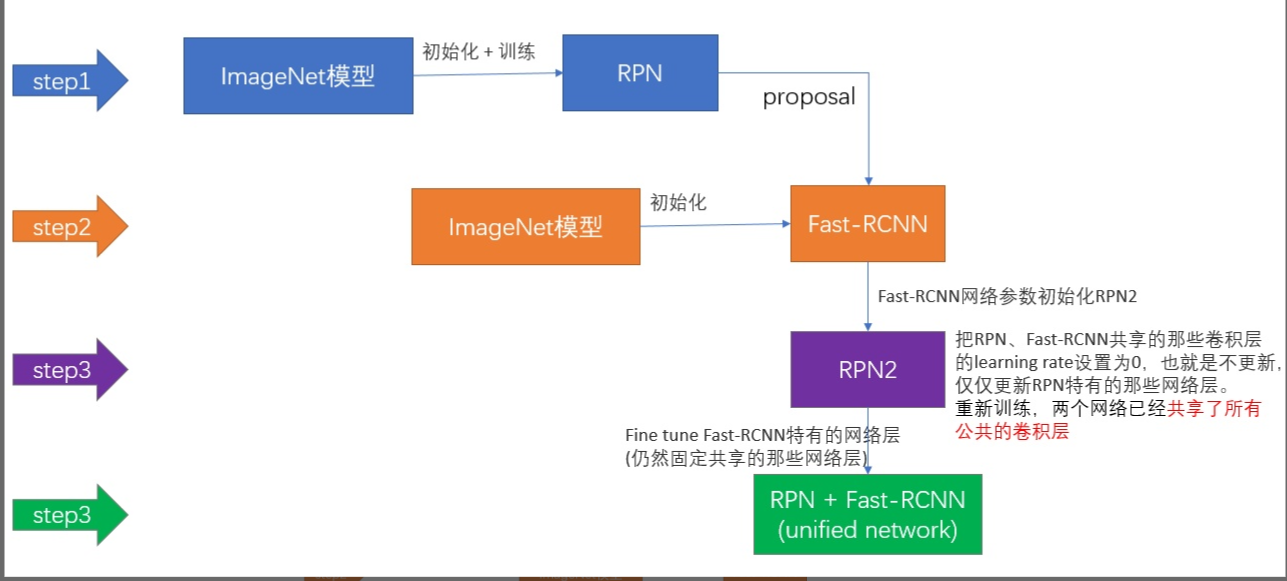 step1
ImageNet模型
初始化 + 训练
RPN
proposal
step2
ImageNet模型
初始化
Fast-RCNN
Fast-RCNN网络参数初始化RPN2
step3
RPN2
把RPN、Fast-RCNN共享的那些卷积层
的learning rate设置为0，也就是不更新，
仅仅更新RPN特有的那些网络层。
重新训练，两个网络已经共享了所有
公共的卷积层
Fine tune Fast-RCNN特有的网络层
(仍然固定共享的那些网络层)
step3
RPN + Fast-RCNN
(unified network)